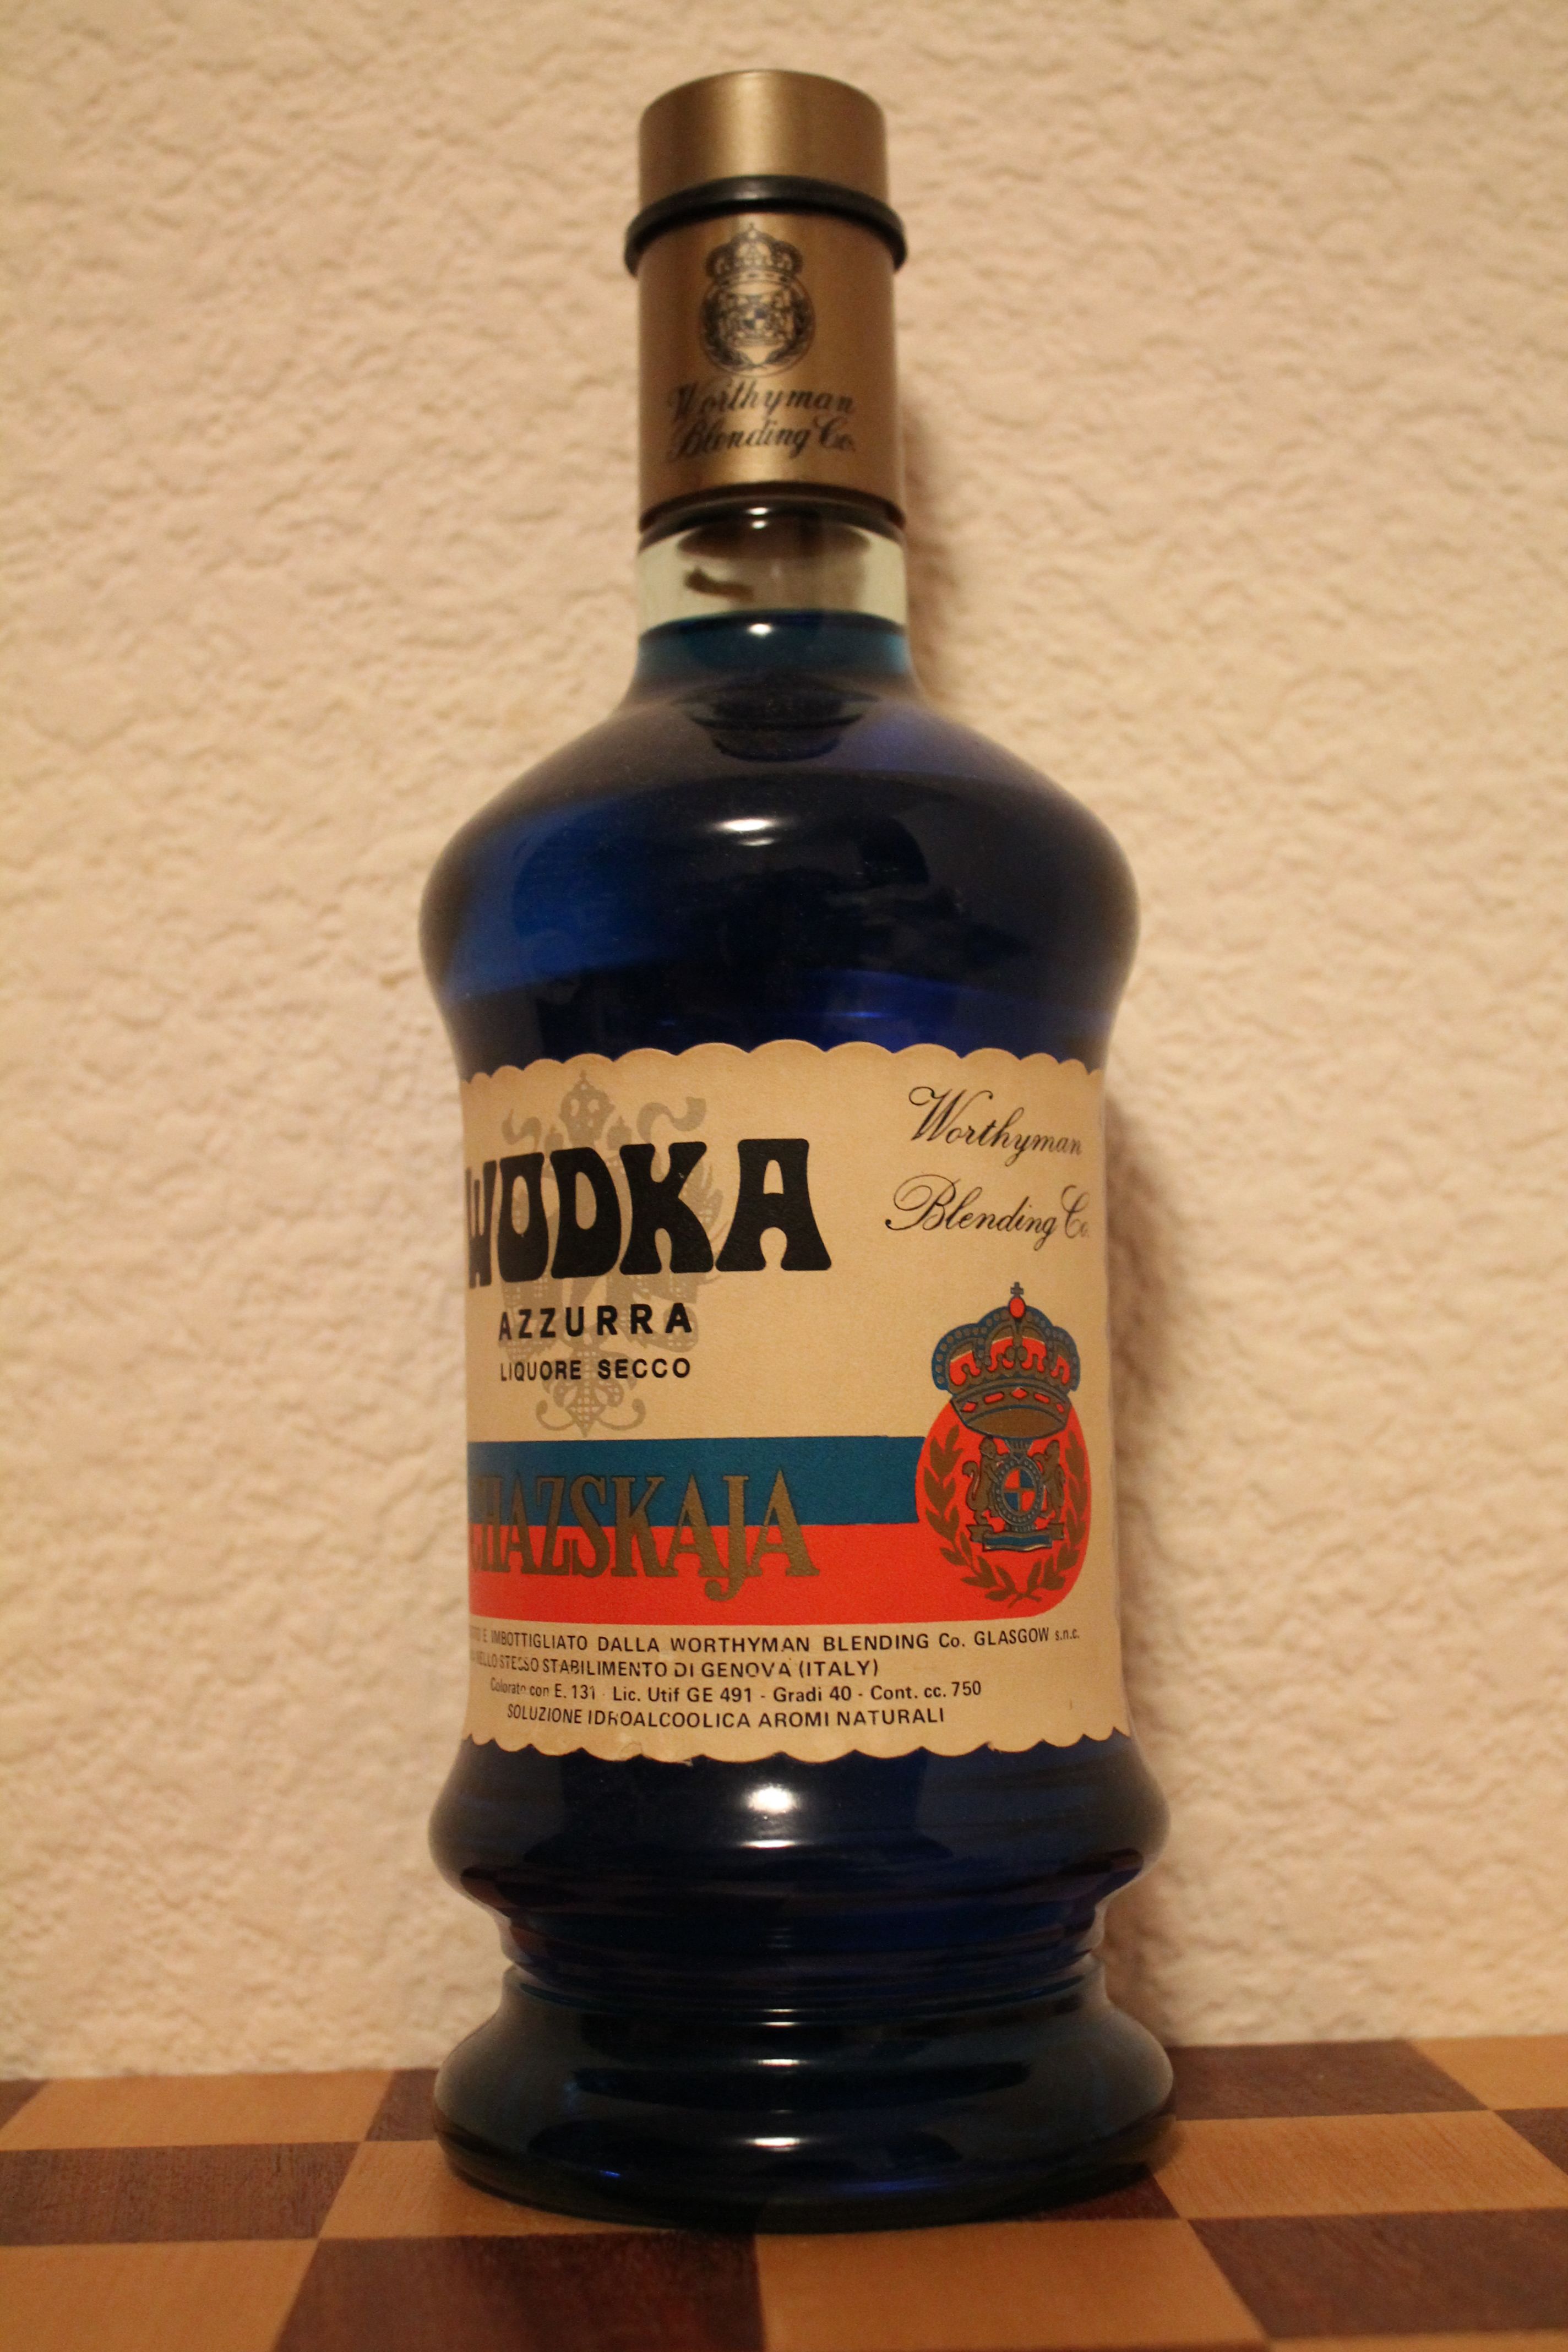 Worthyman
Blending Co.
Worthyman
Blending Co.
WODKA
AZZURRA
LIQUORE SECCO
HAZSKAJA
E IMBOTTIGLIATO DALLA WORTHYMAN BLENDING Co. GLASGOW s.n.c.
STESSO STABILIMENTO DI GENOVA (ITALY)
Colorato con E. 131 - Lic. Utif GE 491 - Gradi 40 - Cont. cc. 750
SOLUZIONE IDROALCOOLICA AROMI NATURALI